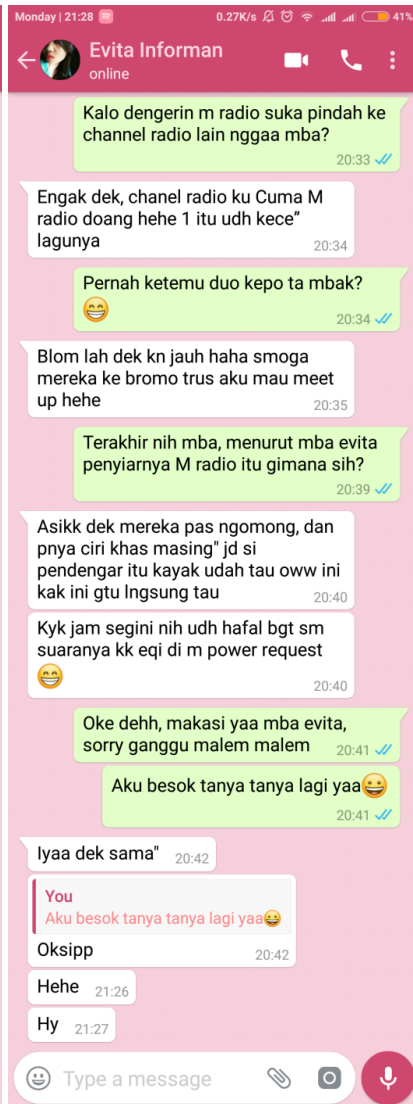 Monday | 21:28
0.27K/s
41%
Evita Informan
online
Kalo dengerin m radio suka pindah ke
channel radio lain nggaa mba?
20:33
Engak dek, chanel radio ku Cuma M
radio doang hehe 1 itu udh kece”
lagunya
20:34
Pernah ketemu duo kepo ta mbak?
😁
20:34
Blom lah dek kn jauh haha smoga
mereka ke bromo trus aku mau meet
up hehe
20:35
Terakhir nih mba, menurut mba evita
penyiarnya M radio itu gimana sih?
20:39
Asikk dek mereka pas ngomong, dan
pnya ciri khas masing" jd si
pendengar itu kayak udah tau oww ini
kak ini gtu lngsung tau
20:40
Kyk jam segini nih udh hafal bgt sm
suaranya kk eqi di m power request
😁
20:40
Oke dehh, makasi yaa mba evita,
sorry ganggu malem malem
20:41
Aku besok tanya tanya lagi yaa😀
20:41
Iyaa dek sama"
20:42
You
Aku besok tanya tanya lagi yaa😀
Oksipp
20:42
Hehe
21:26
Hy
21:27
Type a message